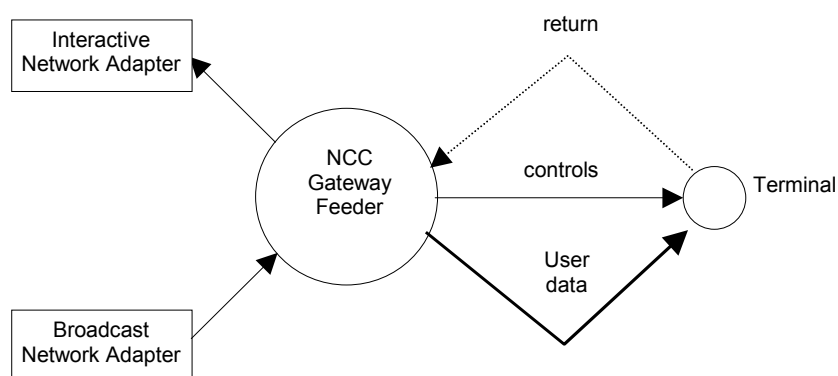 Interactive
Network Adapter
return
NCC
Gateway
Feeder
controls
Terminal
User
data
Broadcast
Network Adapter